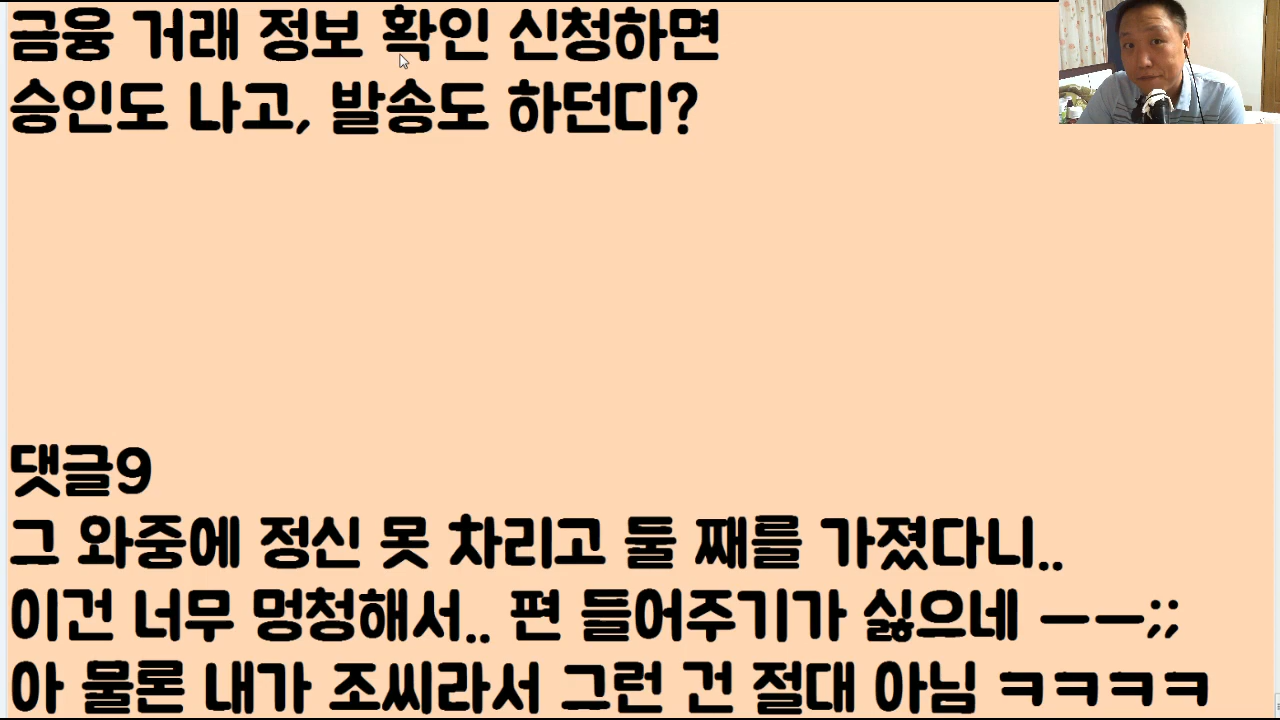 금융 거래 정보 확인 신청하면
승인도 나고, 발송도 하던디?
댓글9
그 와중에 정신 못 차리고 둘 째를 가졌다니..
이건 너무 멍청해서.. 편 들어주기가 싫으네 ㅡㅡ;;
아 물론 내가 조씨라서 그런 건 절대 아님 ㅋㅋㅋㅋ